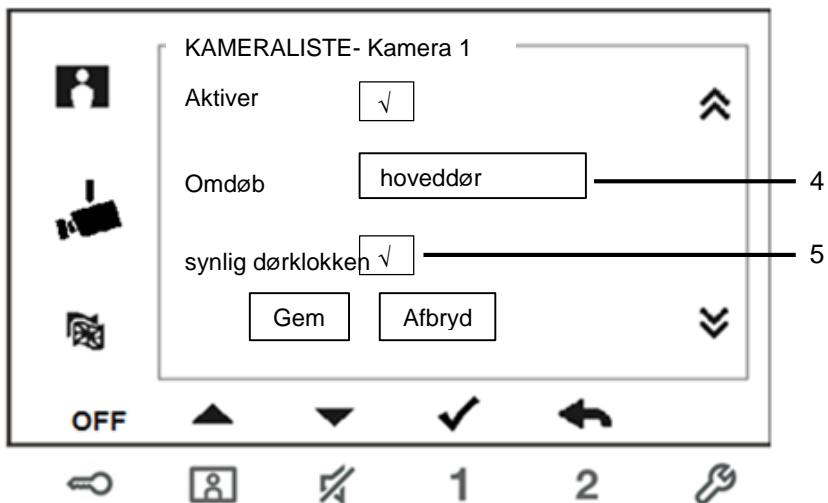 KAMERALISTE- Kamera 1
Aktiver √
Omdøb hoveddør 4
synlig dørklokken √ 5
Gem Afbryd
OFF
1 2